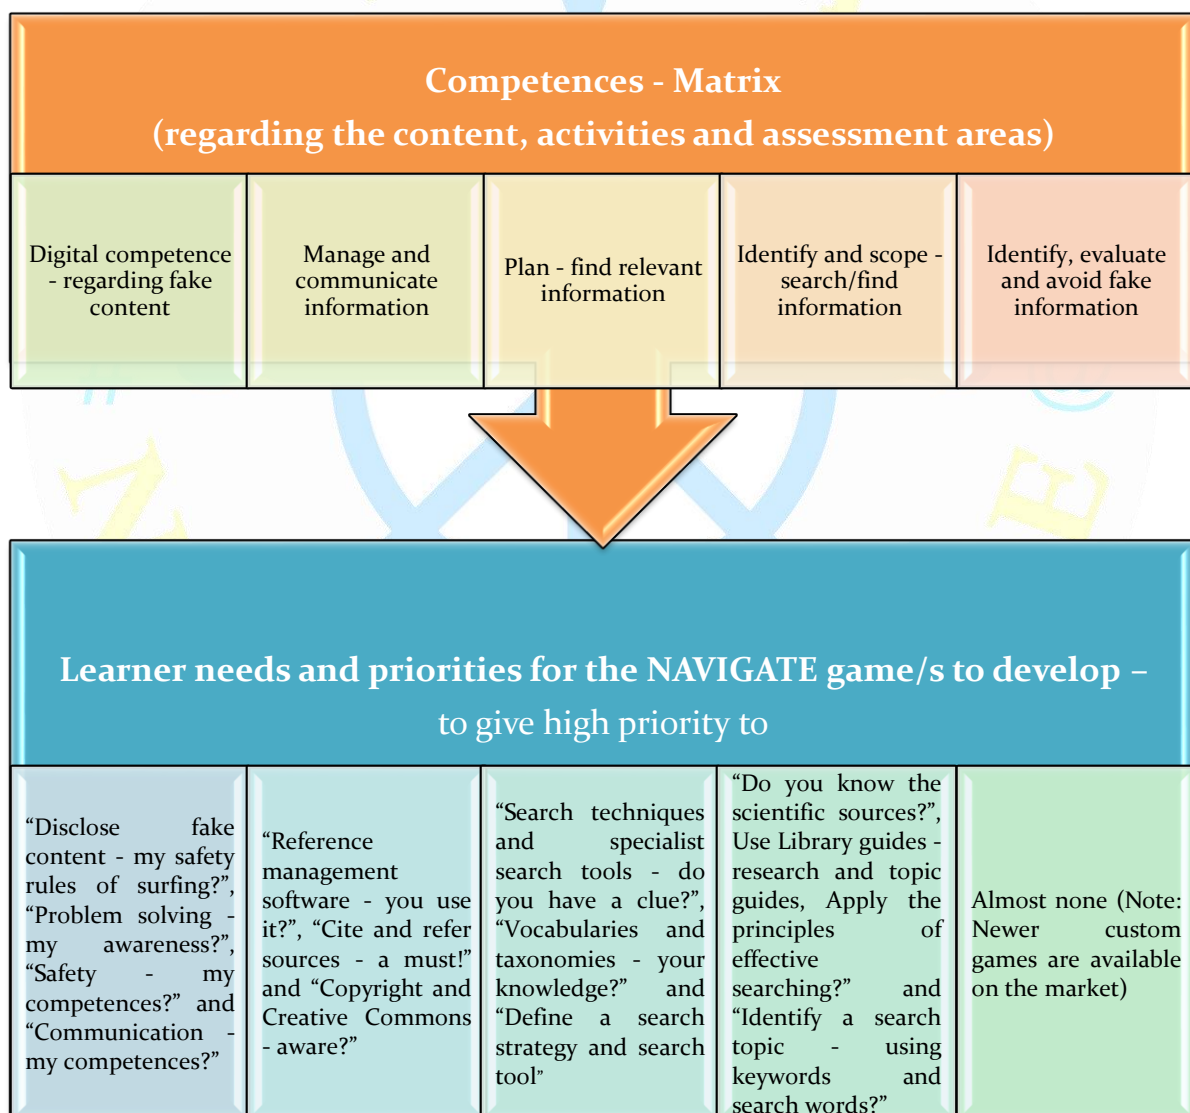 Competences - Matrix
(regarding the content, activities and assessment areas)
Digital competence
- regarding fake
content
Manage and
communicate
information
Plan - find relevant
information
Identify and scope -
search/find
information
Identify, evaluate
and avoid fake
information
Learner needs and priorities for the NAVIGATE game/s to develop –
to give high priority to
“Disclose fake
content - my safety
rules of surfing?”,
“Problem solving -
my awareness?”,
“Safety - my
competences?” and
“Communication -
my competences?”
“Reference
management
software - you use
it?”, “Cite and refer
sources - a must!”
and “Copyright and
Creative Commons
- aware?”
“Search techniques
and specialist
search tools - do
you have a clue?”,
“Vocabularies and
taxonomies - your
knowledge?” and
“Define a search
strategy and search
tool”
“Do you know the
scientific sources?”,
Use Library guides -
research and topic
guides, Apply the
principles of
effective
searching?” and
“Identify a search
topic - using
keywords and
search words?”
Almost none (Note:
Newer custom
games are available
on the market)